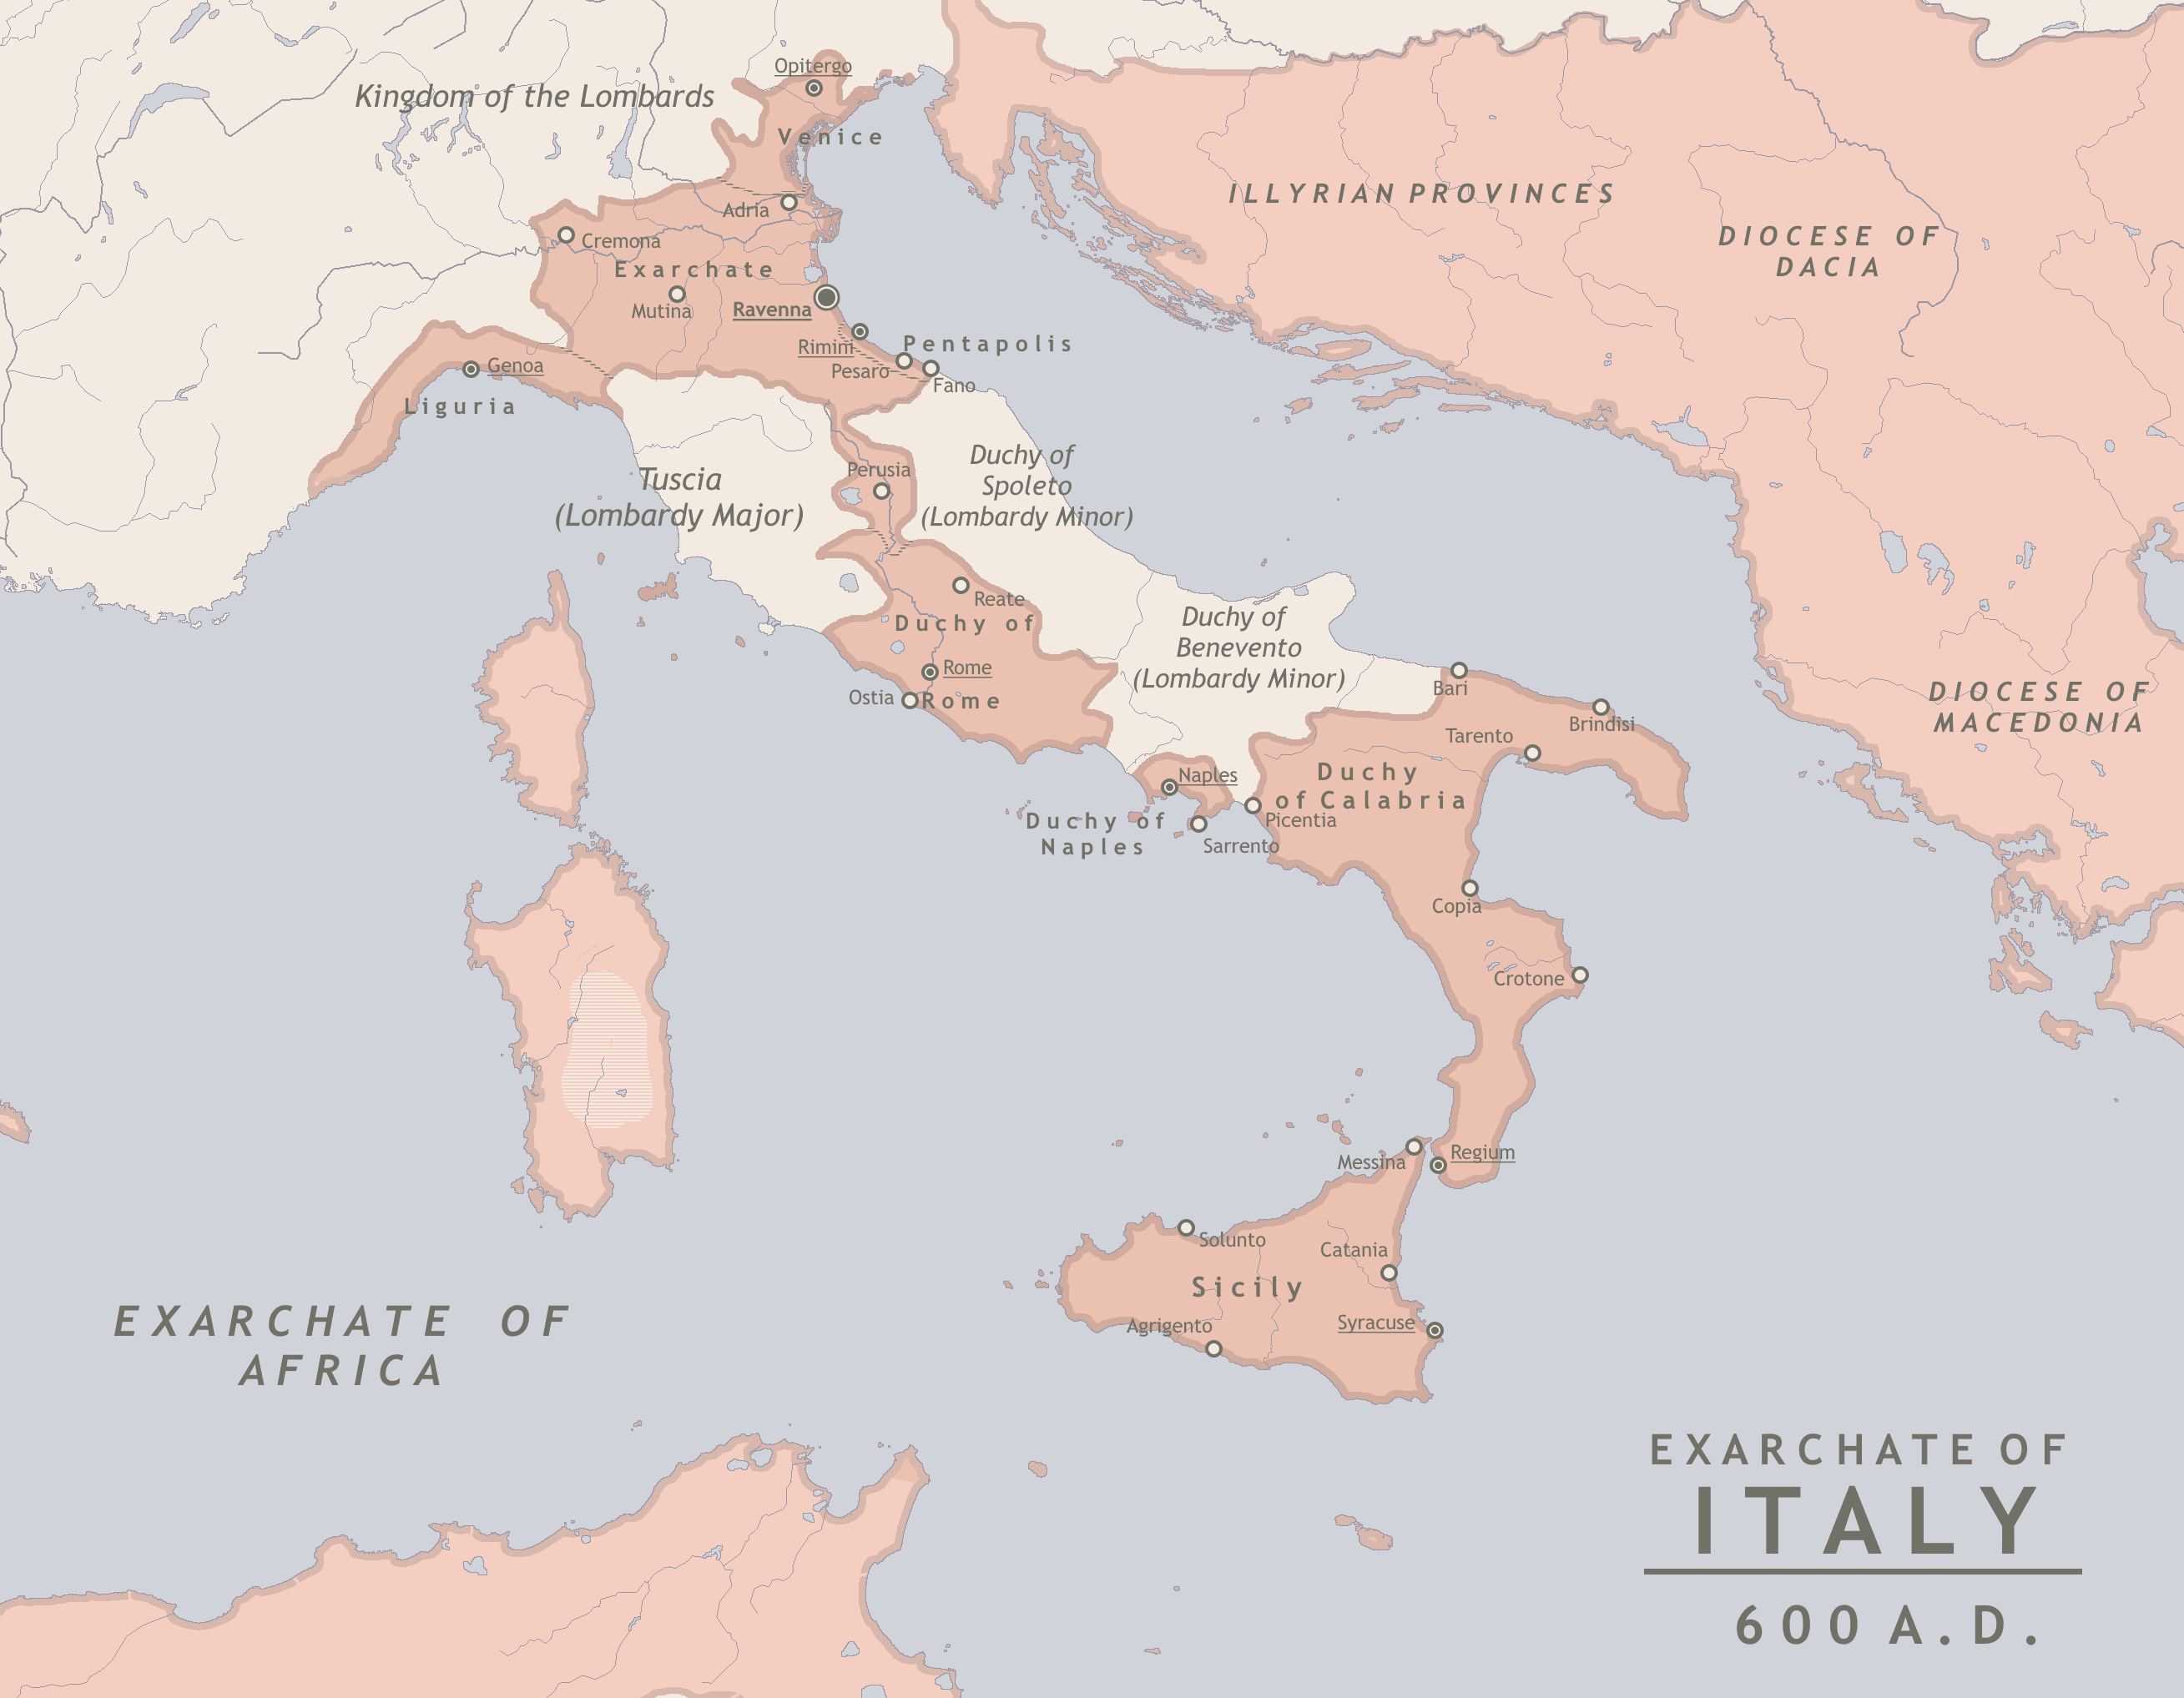 Opitergo
Kingdom of the Lombards
Venice
ILLYRIAN PROVINCES
Adria
DIOCESE OF
DACIA
Cremona
Exarchate
Mutina
Ravenna
Rimini
Pentapolis
Pesaro
Fano
Genoa
Liguria
Duchy of
Spoleto
(Lombardy Minor)
Perusia
Tuscia
(Lombardy Major)
Reate
Duchy of
Rome
Rome
Ostia
Duchy of
Benevento
(Lombardy Minor)
Bari
Brindisi
Tarento
DIOCESE OF
MACEDONIA
Naples
Duchy
of Calabria
Duchy of
Naples
Picentia
Sarrento
Copia
Crotone
Messina
Regium
Solunto
Catania
Sicily
Agrigento
Syracuse
EXARCHATE OF
AFRICA
EXARCHATE OF
ITALY
600 A.D.